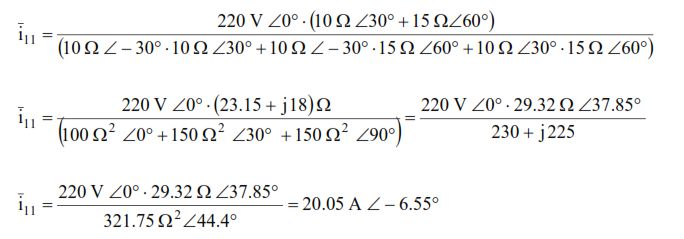 ī₁₁ = 220 V ∠0° · (10 Ω ∠30° + 15 Ω∠60°) / (10 Ω ∠ – 30° · 10 Ω ∠30° + 10 Ω ∠ – 30° · 15 Ω ∠60° + 10 Ω ∠30° · 15 Ω ∠60°)
ī₁₁ = 220 V ∠0° · (23.15 + j18) Ω / (100 Ω² ∠0° + 150 Ω² ∠30° + 150 Ω² ∠90°) = 220 V ∠0° · 29.32 Ω ∠37.85° / 230 + j225
ī₁₁ = 220 V ∠0° · 29.32 Ω ∠37.85° / 321.75 Ω² ∠44.4° = 20.05 A ∠ – 6.55°